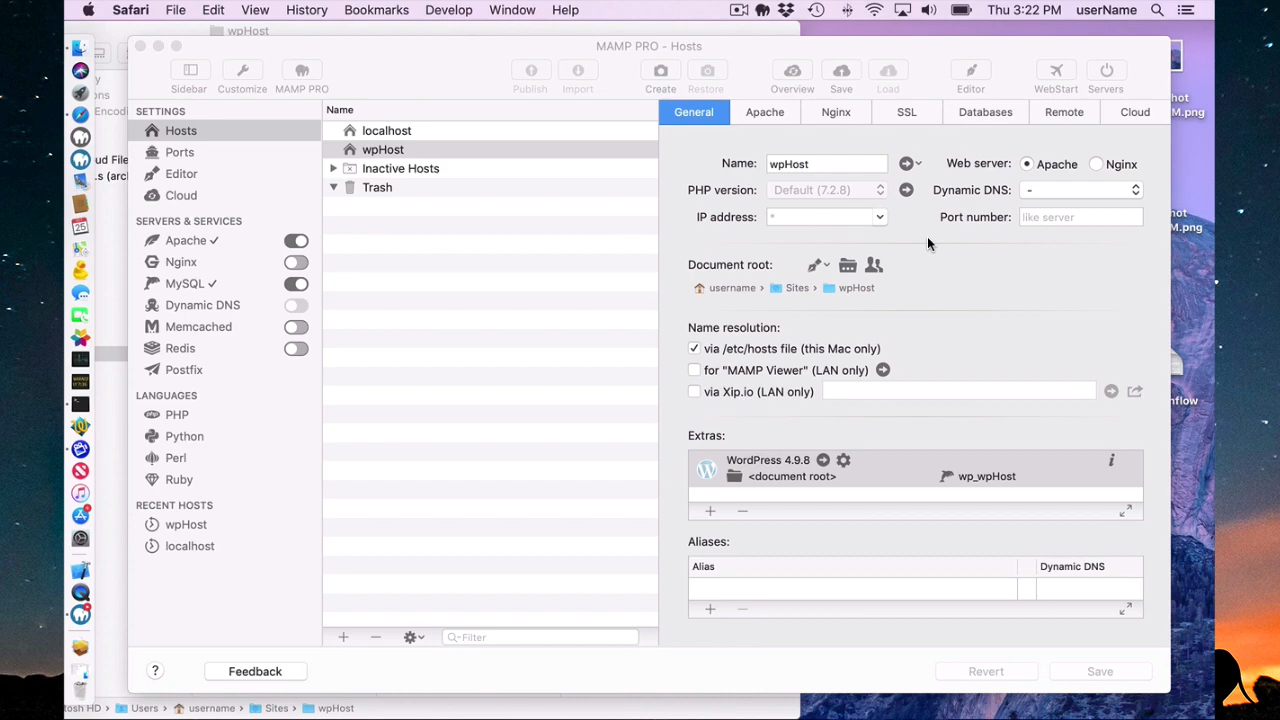 Safari File Edit View History Bookmarks Develop Window Help Thu 3:22 PM userName
wpHost
MAMP PRO - Hosts
Sidebar Customize MAMP PRO Import Create Restore Overview Save Load Editor WebStart Servers
SETTINGS
Hosts
Ports
Editor
Cloud
SERVERS & SERVICES
Apache ✓
Nginx
MySQL ✓
Dynamic DNS
Memcached
Redis
Postfix
LANGUAGES
PHP
Python
Perl
Ruby
RECENT HOSTS
wpHost
localhost
Name
localhost
wpHost
Inactive Hosts
Trash
Filter
General Apache Nginx SSL Databases Remote Cloud
Name: wpHost Web server: Apache Nginx
PHP version: Default (7.2.8) Dynamic DNS: -
IP address: * Port number: like server
Document root:
username › Sites › wpHost
Name resolution:
via /etc/hosts file (this Mac only)
for "MAMP Viewer" (LAN only)
via Xip.io (LAN only)
Extras:
WordPress 4.9.8
<document root> wp_wpHost
Aliases:
Alias Dynamic DNS
? Feedback Revert Save
Users › username › Sites › wpHost